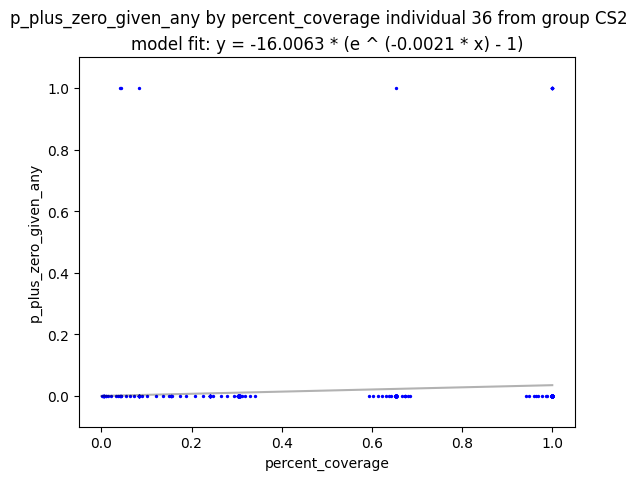 p_plus_zero_given_any by percent_coverage individual 36 from group CS2
model fit: y = -16.0063 * (e ^ (-0.0021 * x) - 1)
1.0
0.8
0.6
0.4
0.2
0.0
p_plus_zero_given_any
0.0 0.2 0.4 0.6 0.8 1.0
percent_coverage